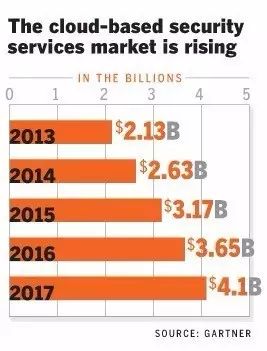 The cloud-based security
services market is rising
IN THE BILLIONS
0 1 2 3 4 5
2013 $2.13B
2014 $2.63B
2015 $3.17B
2016 $3.65B
2017 $4.1B
SOURCE: GARTNER